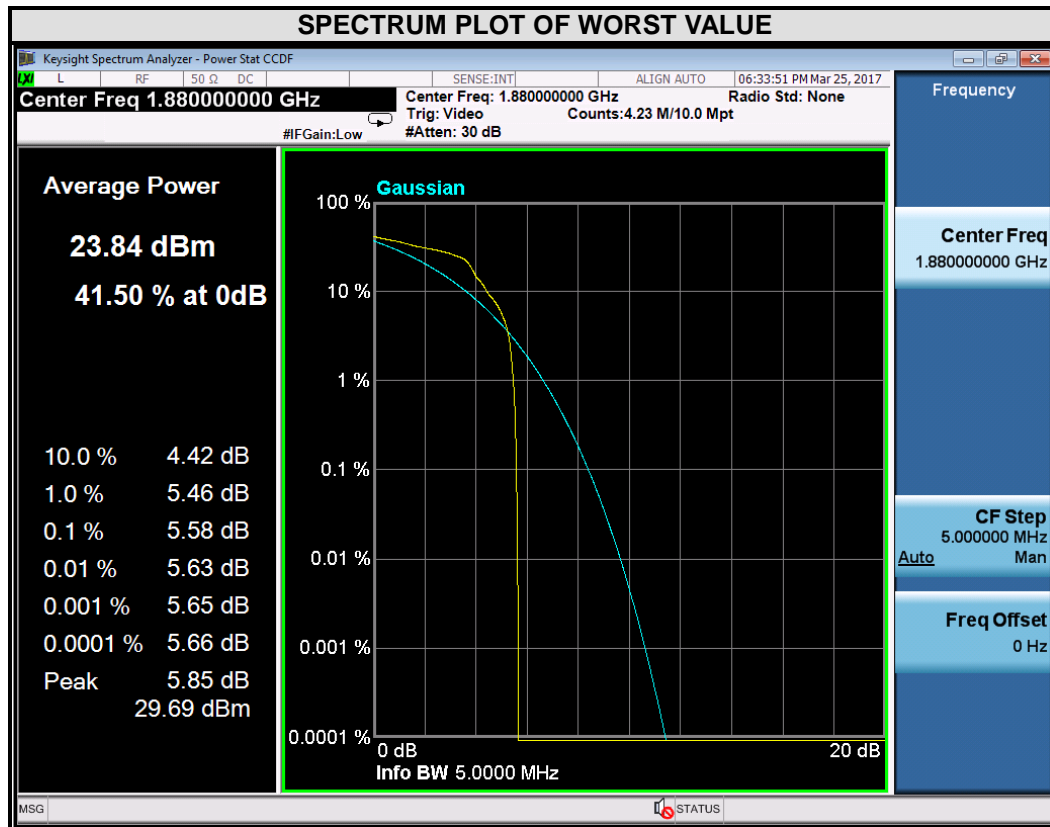 SPECTRUM PLOT OF WORST VALUE
Keysight Spectrum Analyzer - Power Stat CCDF
LXI L RF 50 Ω DC SENSE:INT ALIGN AUTO 06:33:51 PM Mar 25, 2017
Center Freq 1.880000000 GHz
#IFGain:Low
Center Freq: 1.880000000 GHz Radio Std: None
Trig: Video Counts:4.23 M/10.0 Mpt
#Atten: 30 dB
Average Power
23.84 dBm
41.50 % at 0dB
10.0 % 4.42 dB
1.0 % 5.46 dB
0.1 % 5.58 dB
0.01 % 5.63 dB
0.001 % 5.65 dB
0.0001 % 5.66 dB
Peak 5.85 dB
29.69 dBm
Gaussian
100 %
10 %
1 %
0.1 %
0.01 %
0.001 %
0.0001 %
0 dB 20 dB
Info BW 5.0000 MHz
Frequency
Center Freq
1.880000000 GHz
CF Step
5.000000 MHz
Auto Man
Freq Offset
0 Hz
MSG STATUS